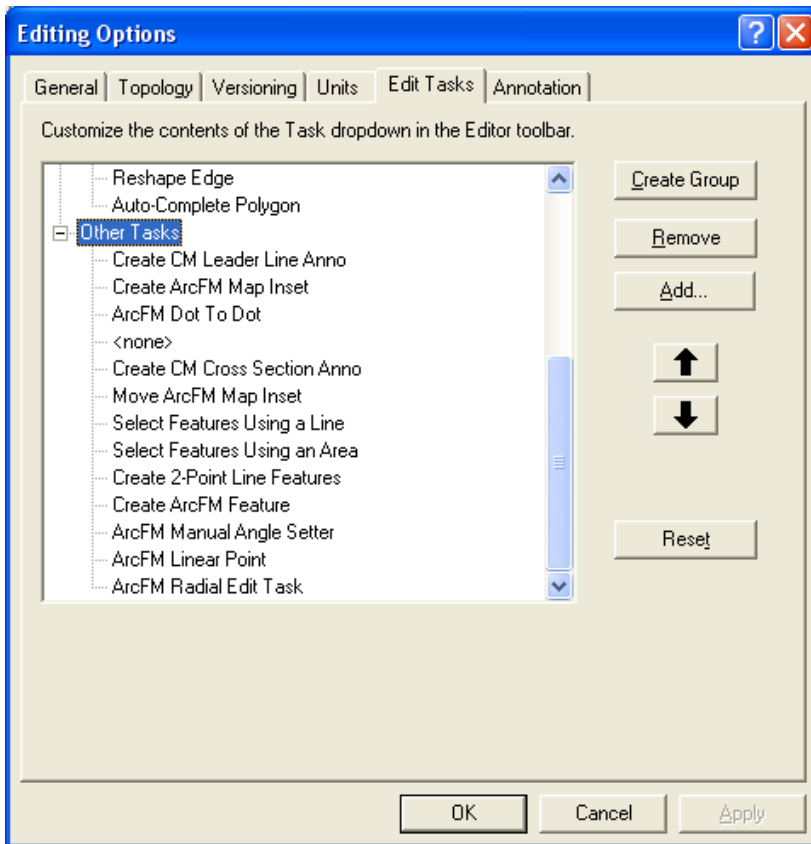 Editing Options
General Topology Versioning Units Edit Tasks Annotation
Customize the contents of the Task dropdown in the Editor toolbar.
Reshape Edge
Auto-Complete Polygon
Other Tasks
Create CM Leader Line Anno
Create ArcFM Map Inset
ArcFM Dot To Dot
<none>
Create CM Cross Section Anno
Move ArcFM Map Inset
Select Features Using a Line
Select Features Using an Area
Create 2-Point Line Features
Create ArcFM Feature
ArcFM Manual Angle Setter
ArcFM Linear Point
ArcFM Radial Edit Task
Create Group
Remove
Add...
Reset
OK Cancel Apply